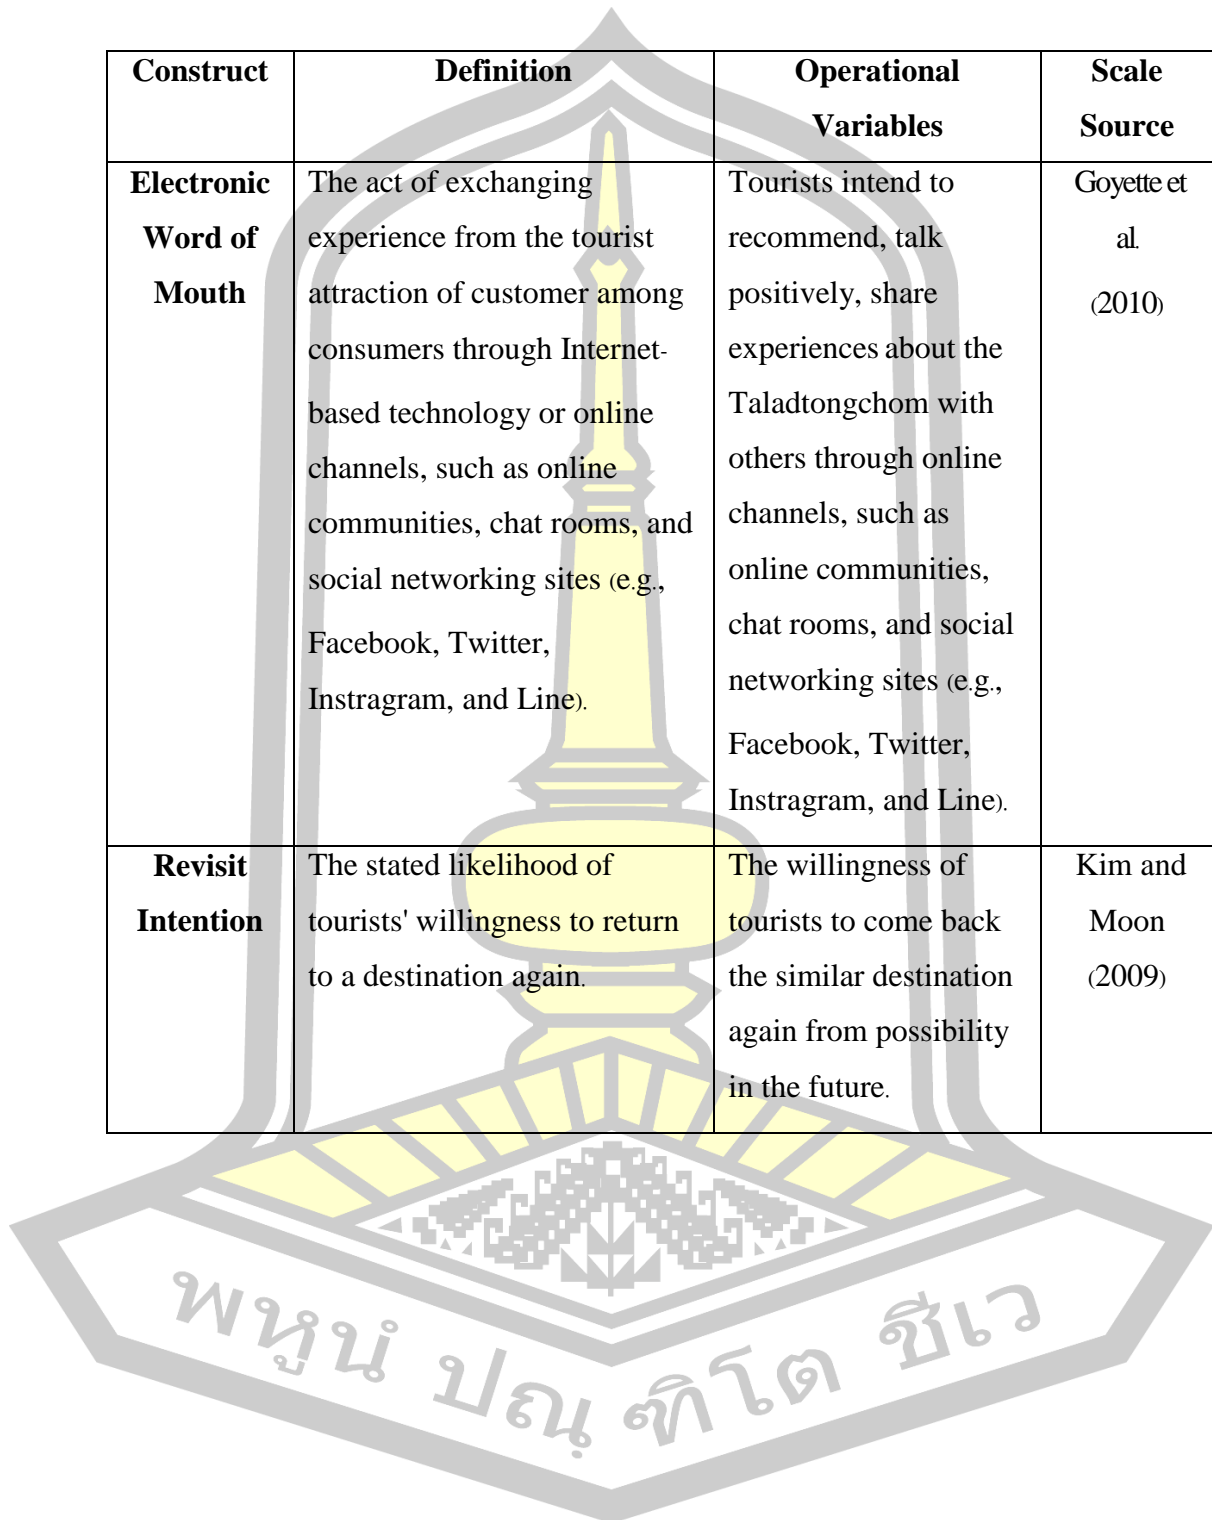 Construct
Definition
Operational
Variables
Scale
Source
Electronic
Word of
Mouth
The act of exchanging
experience from the tourist
attraction of customer among
consumers through Internet-
based technology or online
channels, such as online
communities, chat rooms, and
social networking sites (e.g.,
Facebook, Twitter,
Instragram, and Line).
Tourists intend to
recommend, talk
positively, share
experiences about the
Taladtongchom with
others through online
channels, such as
online communities,
chat rooms, and social
networking sites (e.g.,
Facebook, Twitter,
Instragram, and Line).
Goyette et
al.
(2010)
Revisit
Intention
The stated likelihood of
tourists' willingness to return
to a destination again.
The willingness of
tourists to come back
the similar destination
again from possibility
in the future.
Kim and
Moon
(2009)
พหูนํ ปณฺฑิโต ชีเว